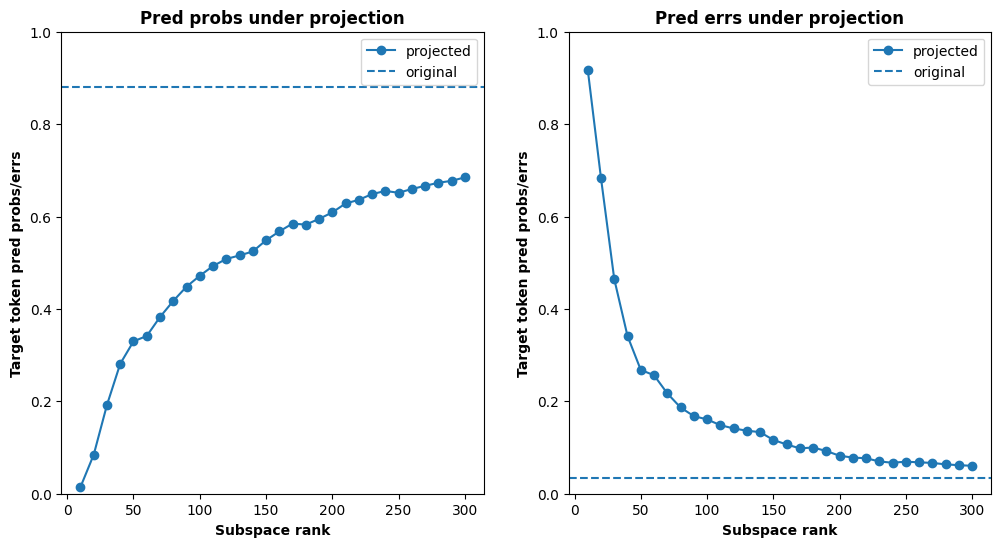 Pred probs under projection
Target token pred probs/errs
1.0
0.8
0.6
0.4
0.2
0.0
0 50 100 150 200 250 300
Subspace rank
projected
original
Pred errs under projection
Target token pred probs/errs
1.0
0.8
0.6
0.4
0.2
0.0
0 50 100 150 200 250 300
Subspace rank
projected
original